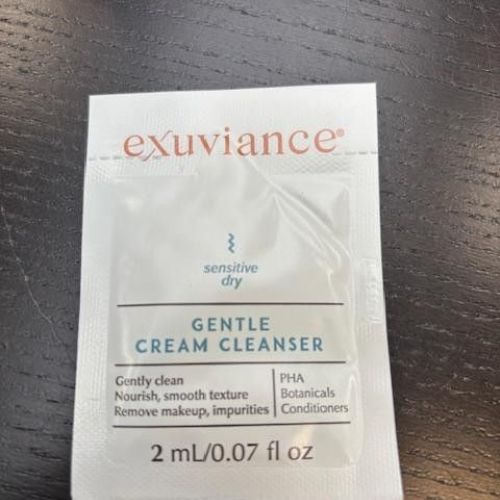 exuviance®
sensitive
dry
GENTLE
CREAM CLEANSER
Gently clean
Nourish, smooth texture
Remove makeup, impurities
PHA
Botanicals
Conditioners
2 mL/0.07 fl oz